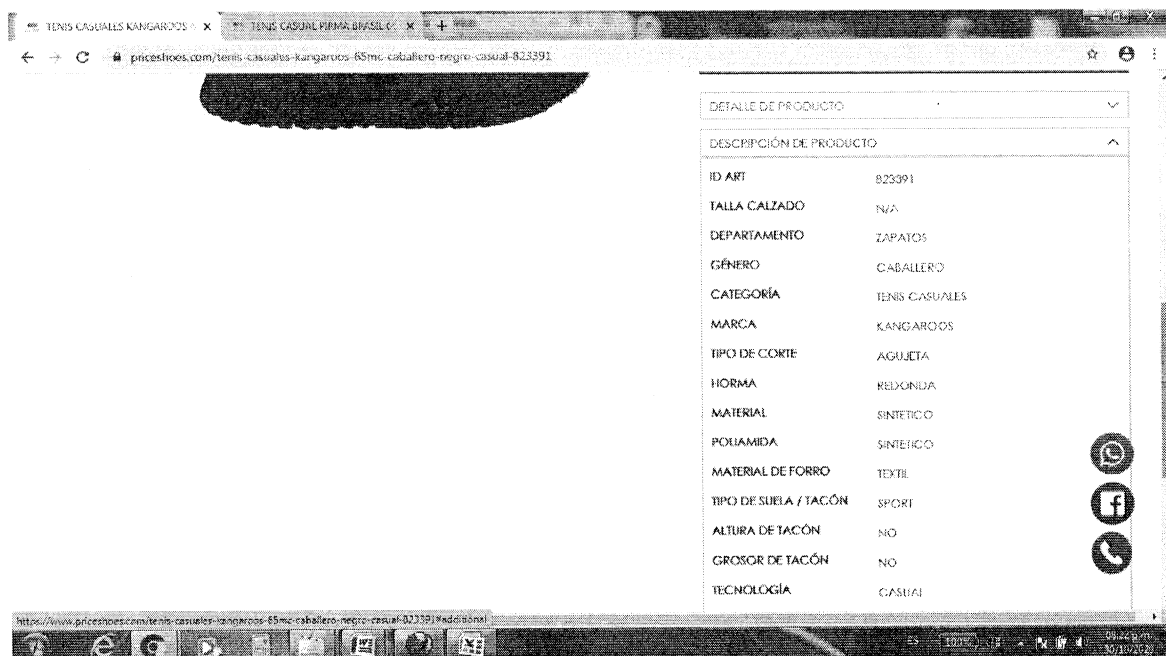 TENIS CASUALES KANGAROOS
TENIS CASUAL PIRMA BRASIL
priceshoes.com/tenis-casuales-kangaroos-65mc-caballero-negro-casual-823391
DETALLE DE PRODUCTO
DESCRIPCIÓN DE PRODUCTO
ID ART 823391
TALLA CALZADO N/A
DEPARTAMENTO ZAPATOS
GÉNERO CABALLERO
CATEGORÍA TENIS CASUALES
MARCA KANGAROOS
TIPO DE CORTE AGUJETA
HORMA REDONDA
MATERIAL SINTETICO
POLIAMIDA SINTETICO
MATERIAL DE FORRO TEXTIL
TIPO DE SUELA / TACÓN SPORT
ALTURA DE TACÓN NO
GROSOR DE TACÓN NO
TECNOLOGÍA CASUAL
https://www.priceshoes.com/tenis-casuales-kangaroos-65mc-caballero-negro-casual-823391#additional
ES 100%